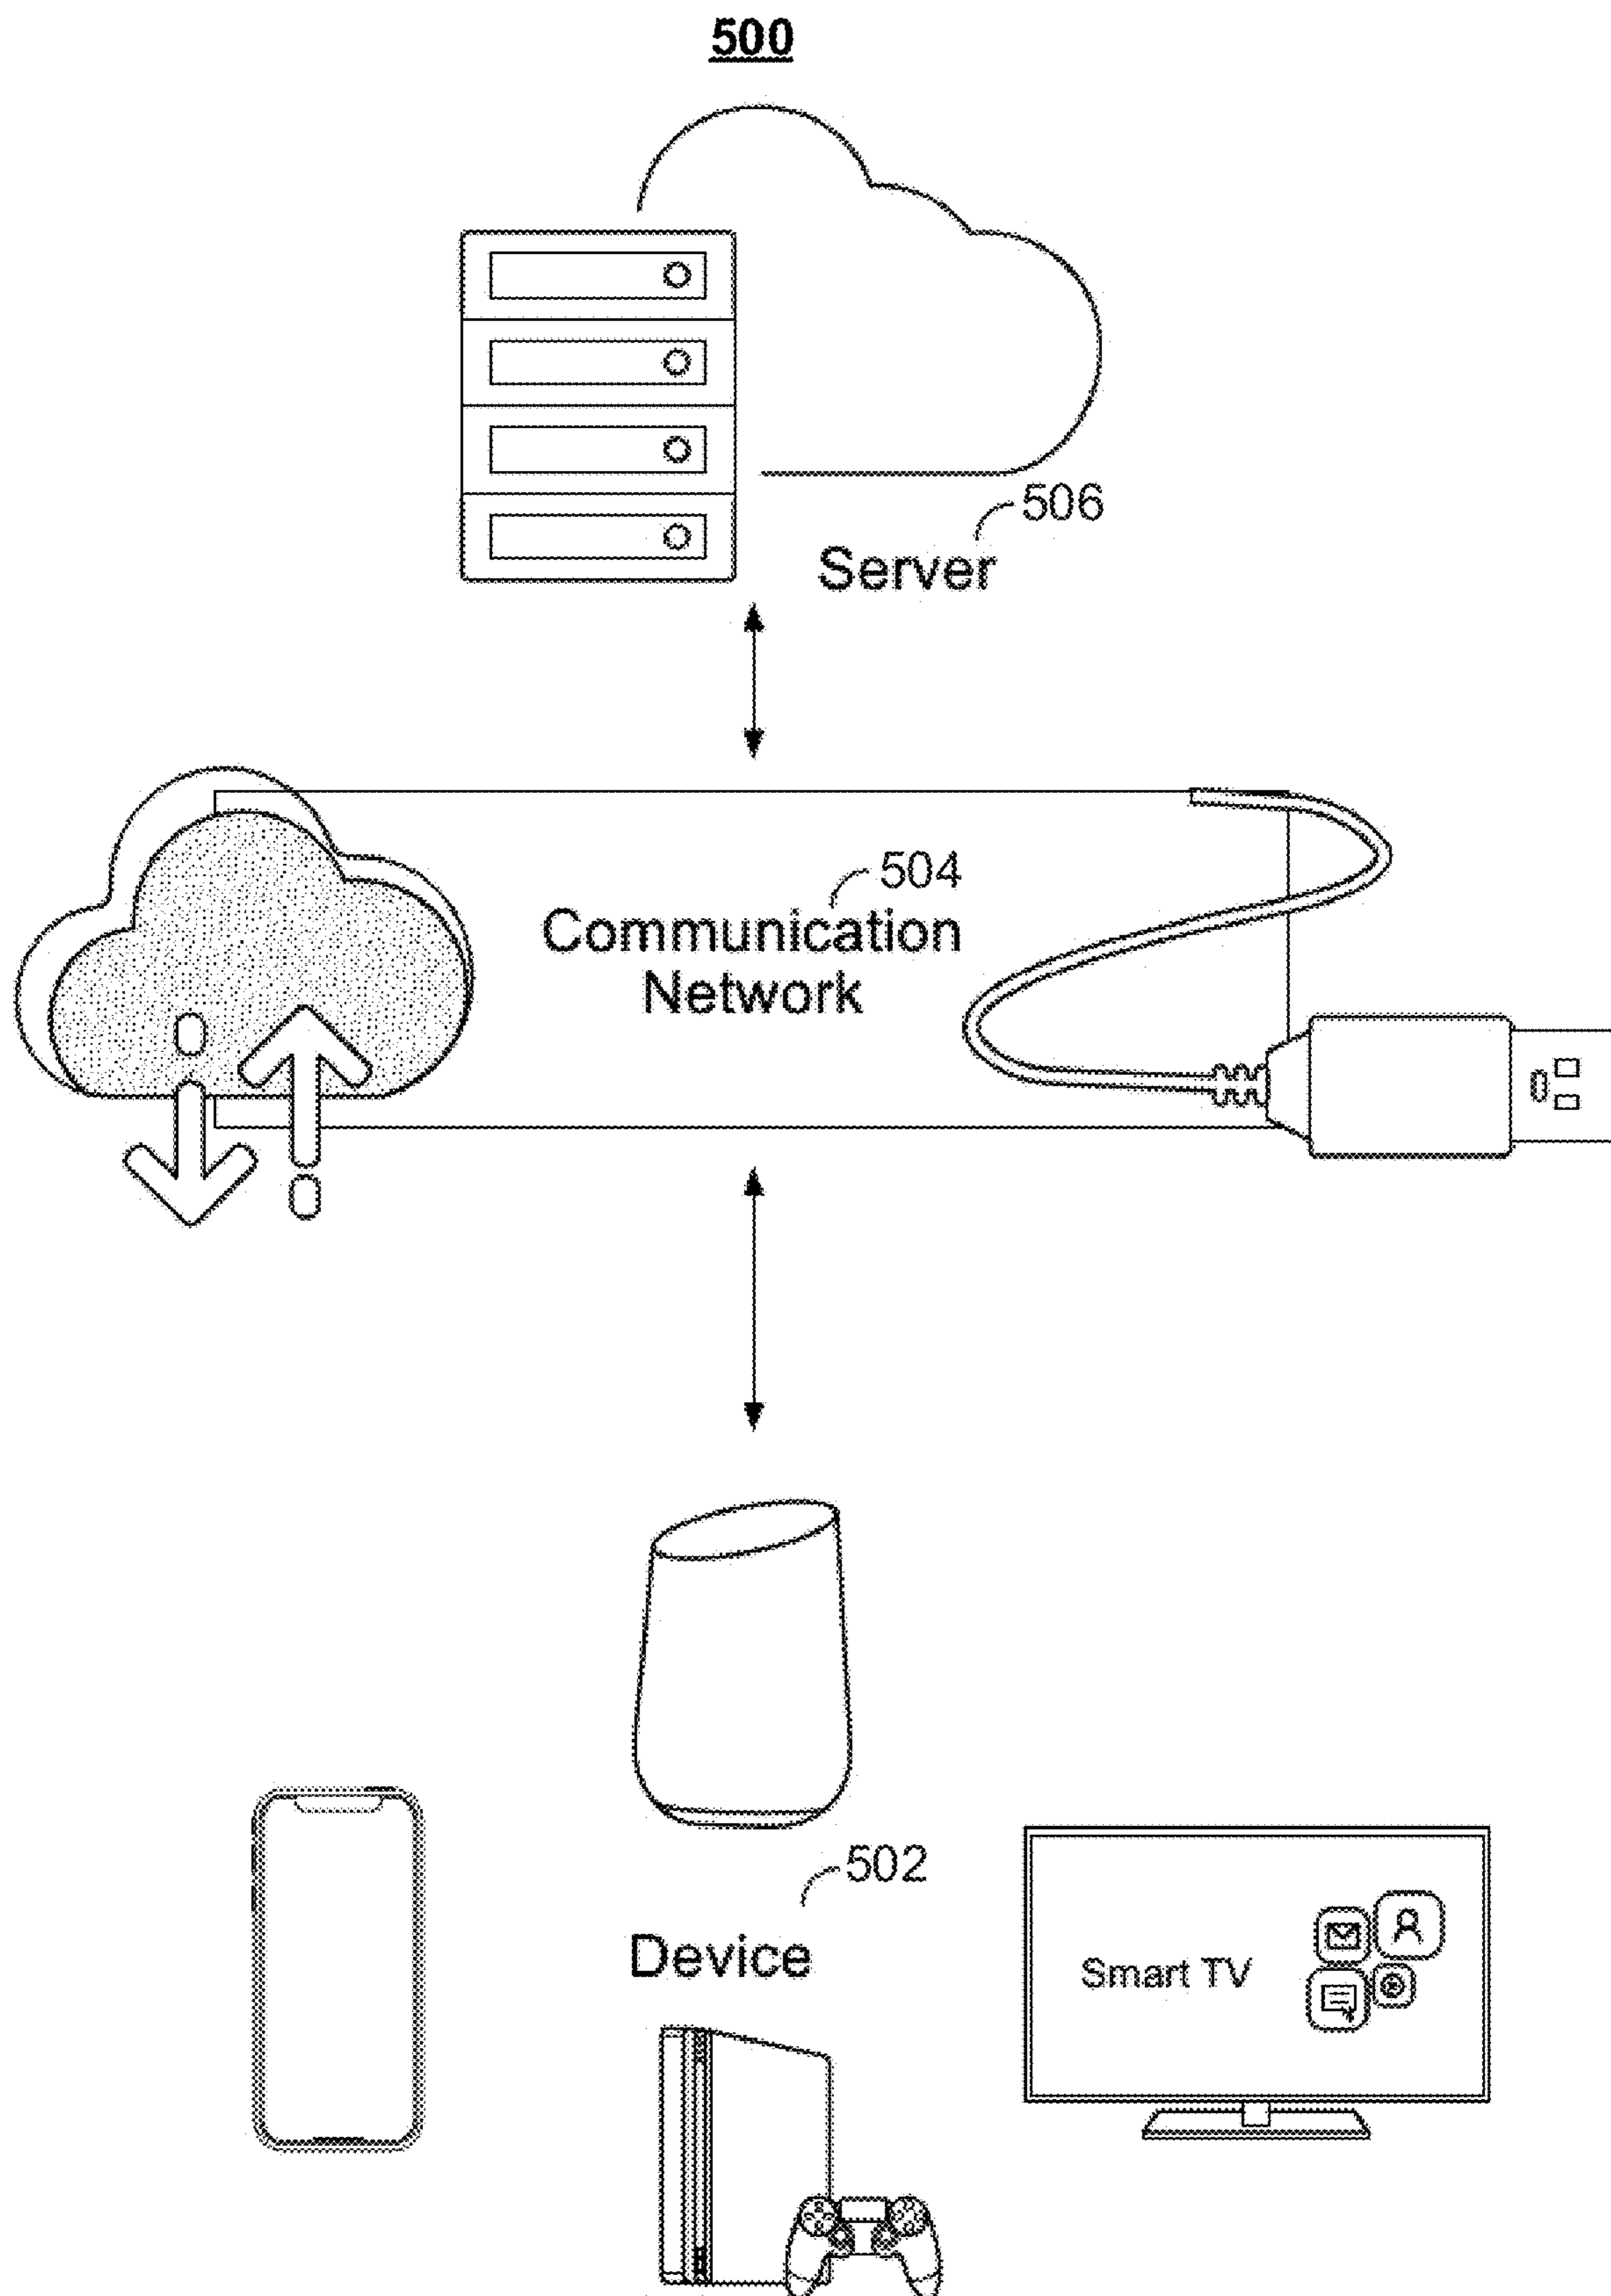 500
506
Server
504
Communication
Network
502
Device
Smart TV